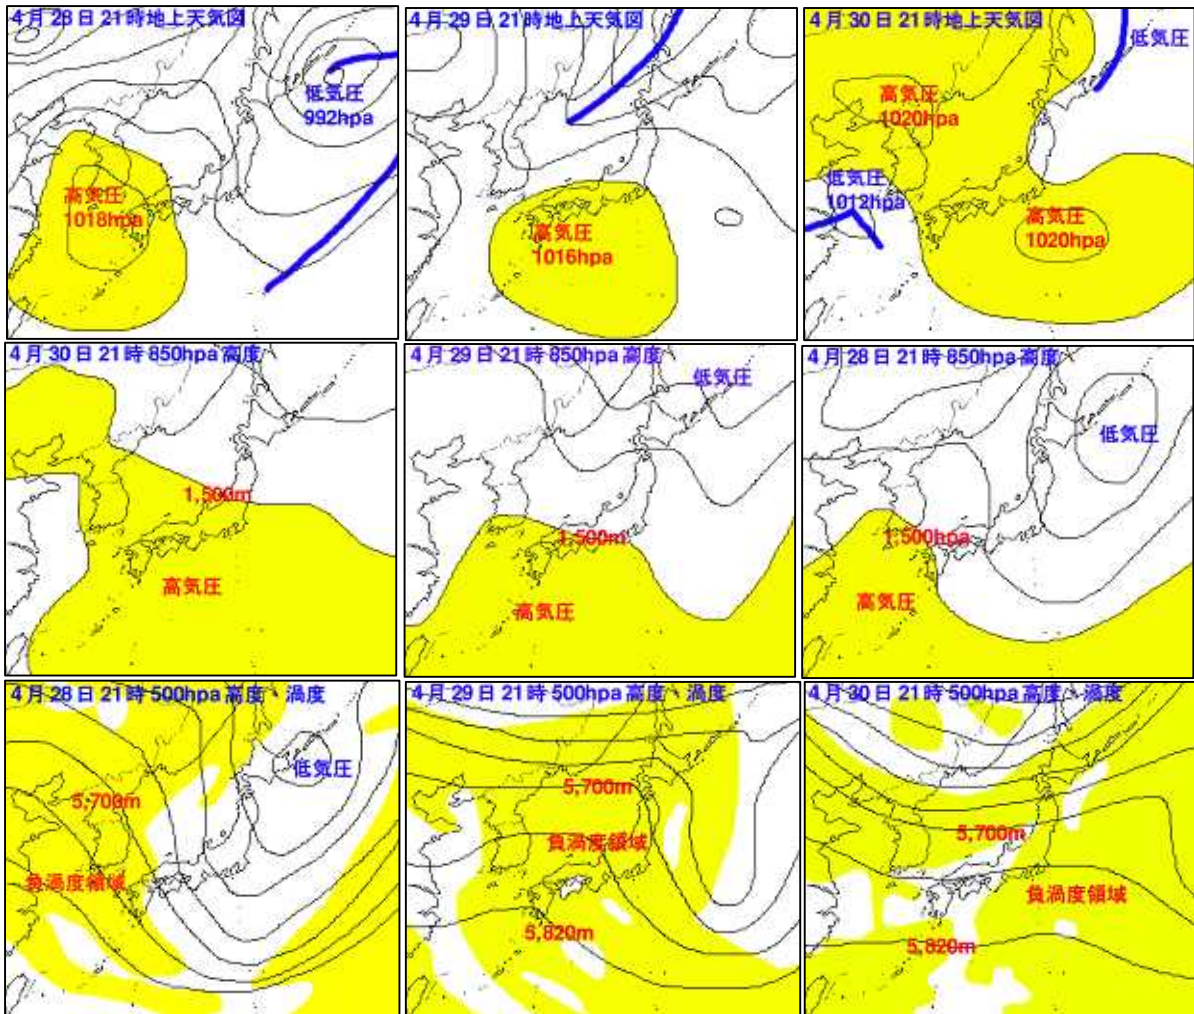 4月28日21時地上天気図
低気圧
992hpa
高気圧
1018hpa
4月29日21時地上天気図
高気圧
1016hpa
4月30日21時地上天気図
低気圧
高気圧
1020hpa
低気圧
1012hpa
高気圧
1020hpa
4月30日21時850hpa高度
1,500m
高気圧
4月29日21時850hpa高度
低気圧
1,500m
高気圧
4月28日21時850hpa高度
低気圧
1,500hpa
高気圧
4月28日21時500hpa高度、渦度
低気圧
5,700m
負渦度領域
4月29日21時500hpa高度、渦度
5,700m
負渦度領域
5,820m
4月30日21時500hpa高度、渦度
5,700m
負渦度領域
5,820m